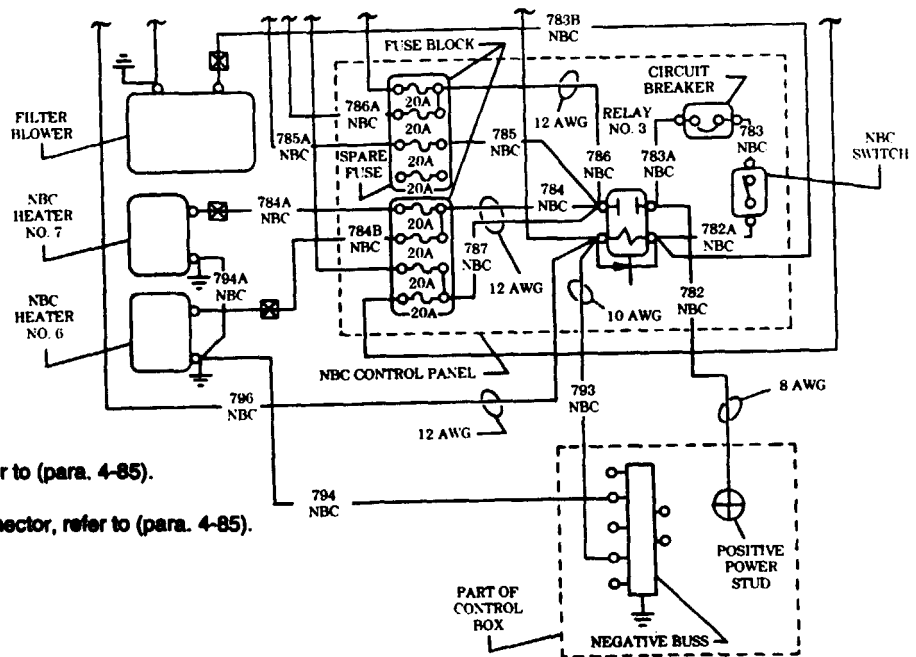 783B
NBC
FUSE BLOCK
CIRCUIT
BREAKER
FILTER
BLOWER
20A
786A
NBC
20A
785A
NBC
20A
SPARE
FUSE
20A
785
NBC
12 AWG
RELAY
NO. 3
786
NBC
783A
NBC
783
NBC
NBC
SWITCH
NBC
HEATER
NO. 7
784A
NBC
784B
NBC
20A
20A
20A
20A
784
NBC
787
NBC
12 AWG
782A
NBC
794A
NBC
NBC
HEATER
NO. 6
10 AWG
782
NBC
NBC CONTROL PANEL
796
NBC
12 AWG
793
NBC
8 AWG
r to (para. 4-85).
794
NBC
nector, refer to (para. 4-85).
POSITIVE
POWER
STUD
PART OF
CONTROL
BOX
NEGATIVE BUSS